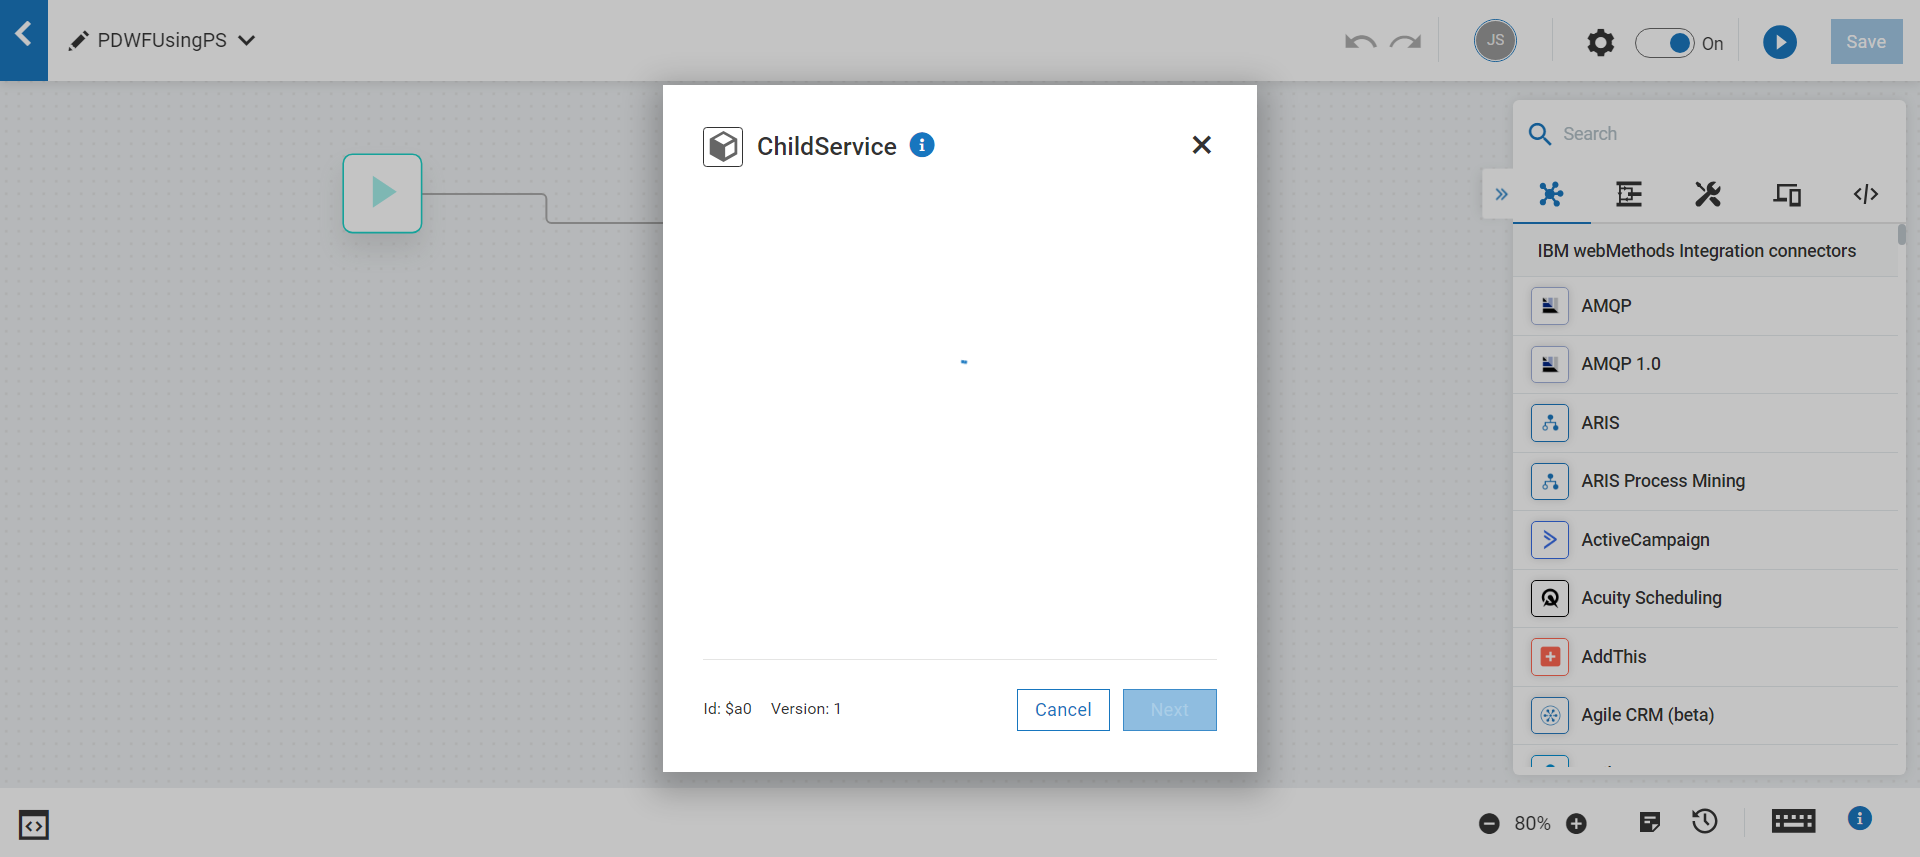 PDWFUsingPS
JS
On
Save
ChildService
Search
IBM webMethods Integration connectors
AMQP
AMQP 1.0
ARIS
ARIS Process Mining
ActiveCampaign
Acuity Scheduling
AddThis
Agile CRM (beta)
Id: $a0 Version: 1
Cancel
Next
80%